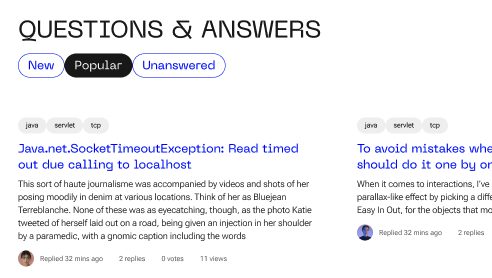 QUESTIONS & ANSWERS
New
Popular
Unanswered
java
servlet
tcp
Java.net.SocketTimeoutException: Read timed
out due calling to localhost
This sort of haute journalisme was accompanied by videos and shots of her
posing moodily in denim at various locations. Think of her as Bluejean
Terreblanche. None of these was as eyecatching, though, as the photo Katie
tweeted of herself laid out on a road, being given an injection in her shoulder
by a paramedic, with a gnomic caption including the words
Replied 32 mins ago
2 replies
0 votes
11 views
java
servlet
tcp
To avoid mistakes whe
should do it one by on
When it comes to interactions, I've
parallax-like effect by picking a diffe
Easy In Out, for the objects that mo
Replied 32 mins ago
2 replies